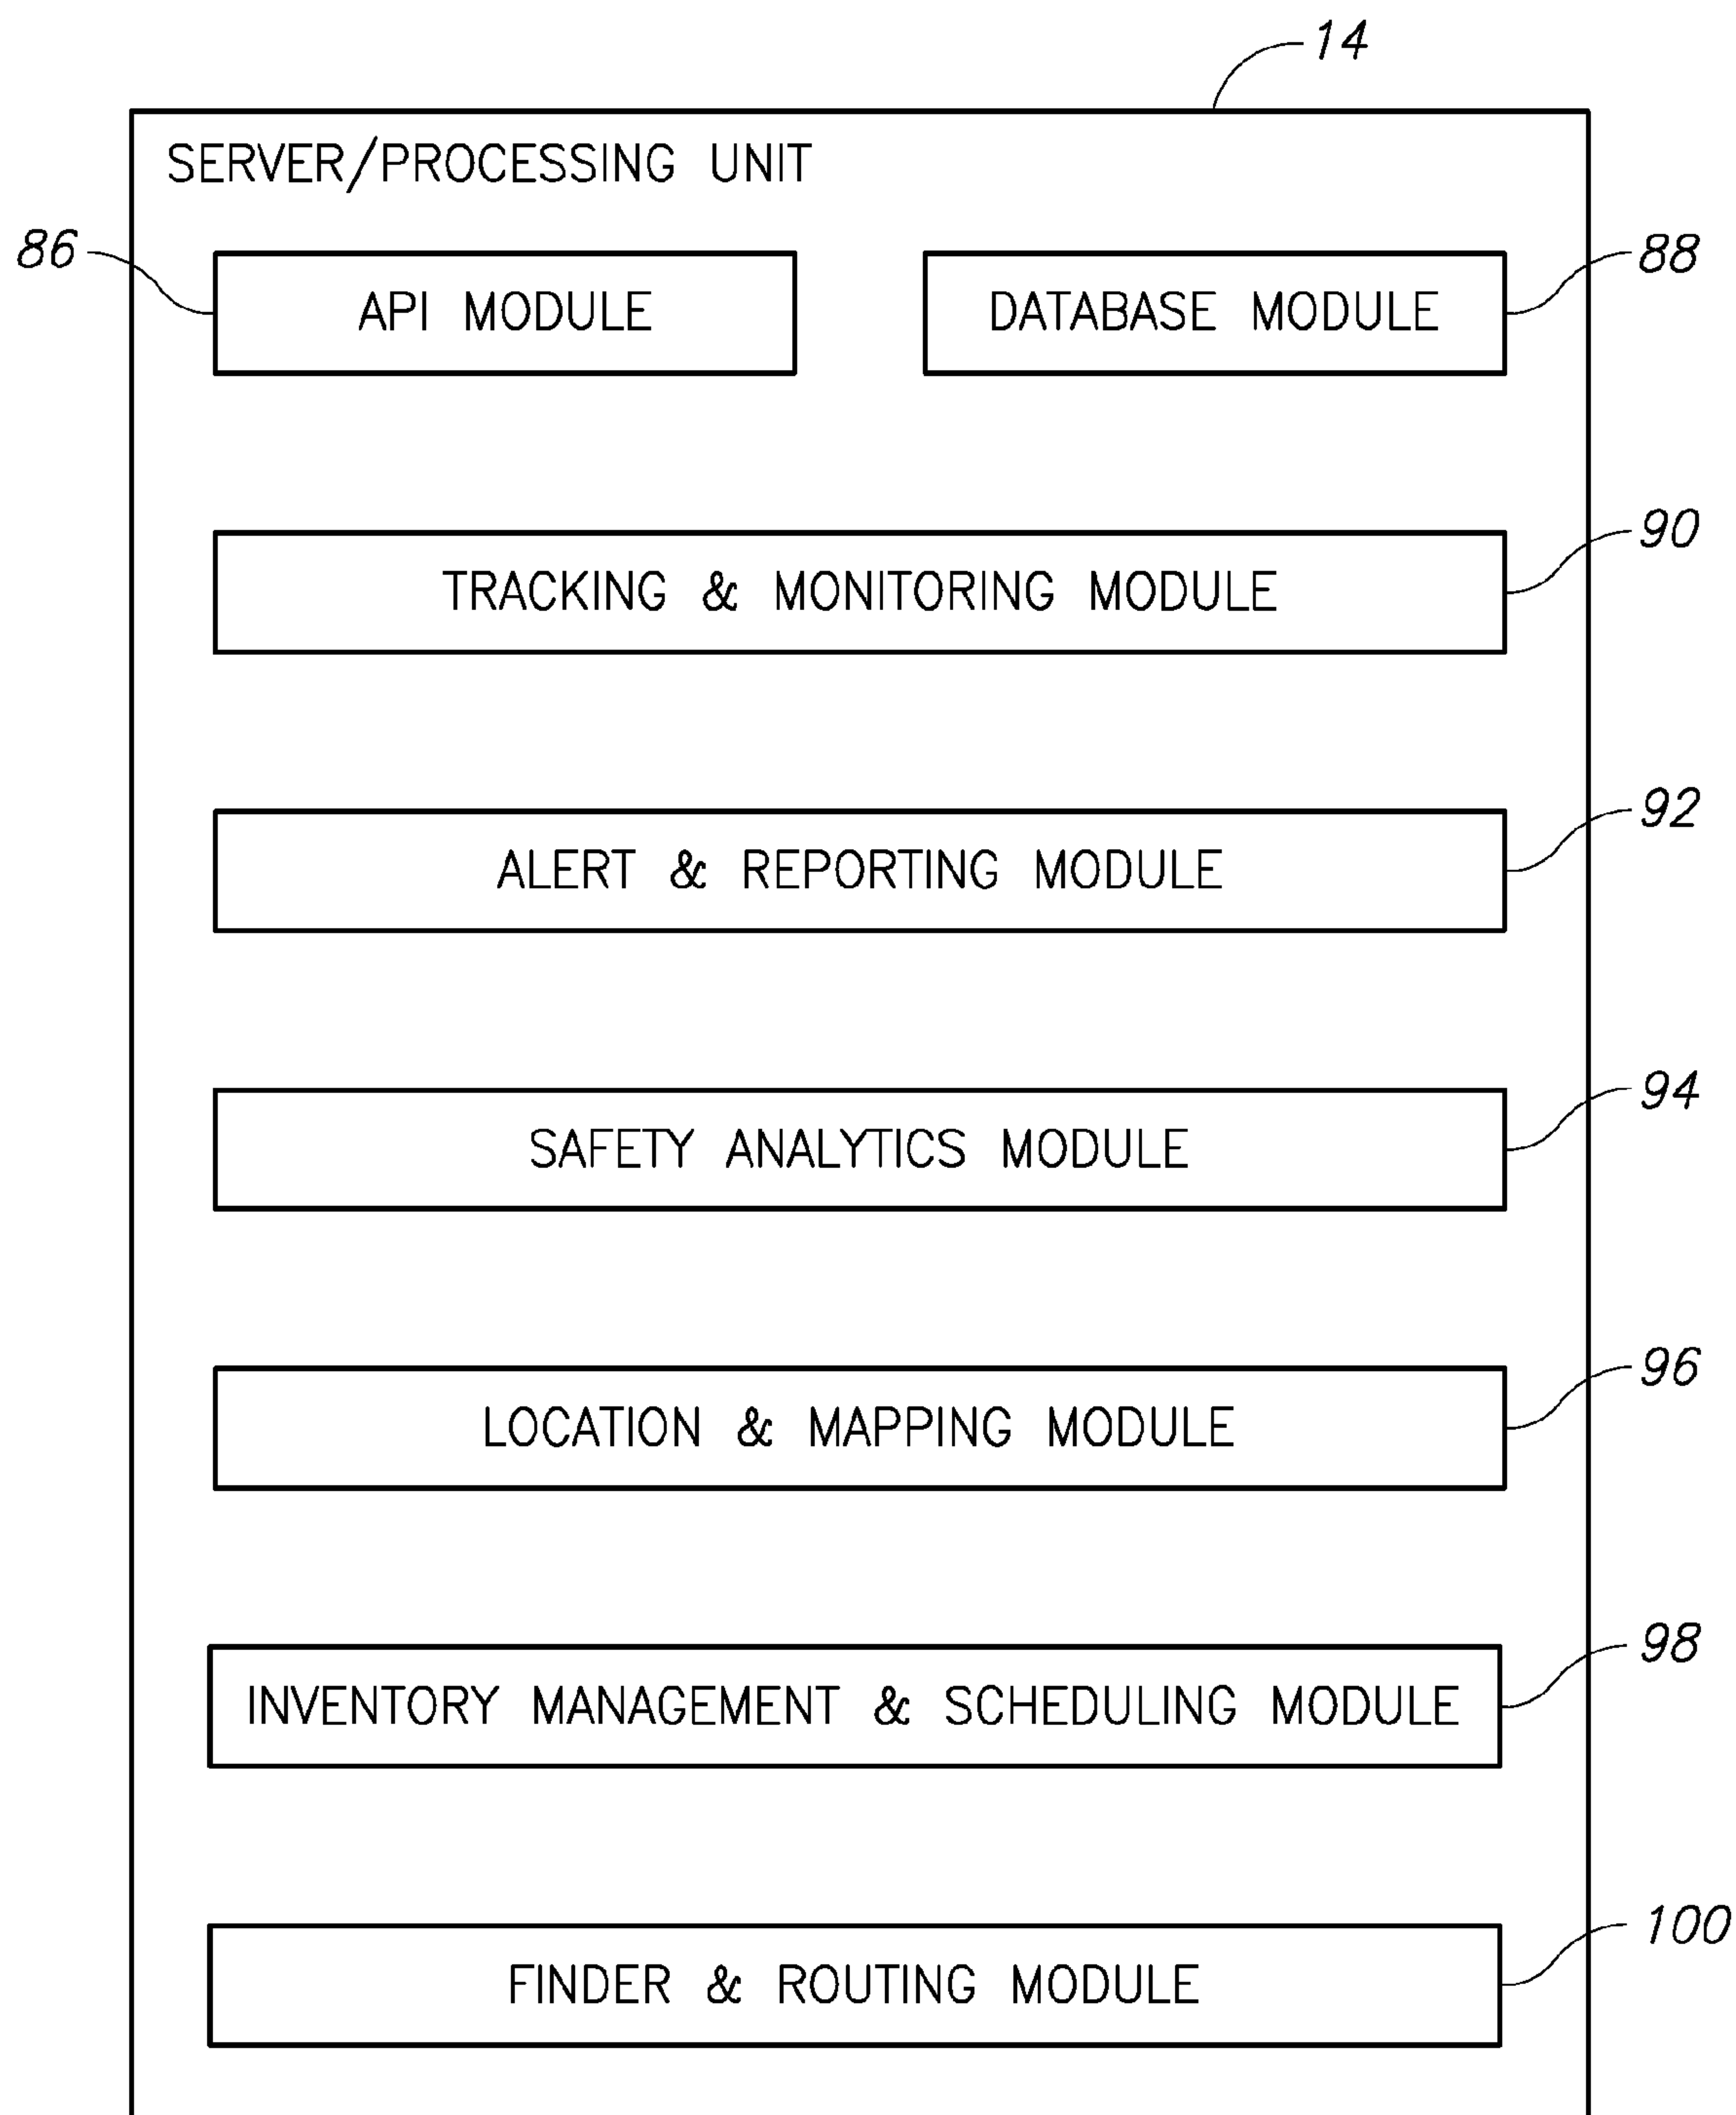 14
SERVER/PROCESSING UNIT
86
API MODULE
DATABASE MODULE
88
TRACKING & MONITORING MODULE
90
ALERT & REPORTING MODULE
92
SAFETY ANALYTICS MODULE
94
LOCATION & MAPPING MODULE
96
INVENTORY MANAGEMENT & SCHEDULING MODULE
98
FINDER & ROUTING MODULE
100